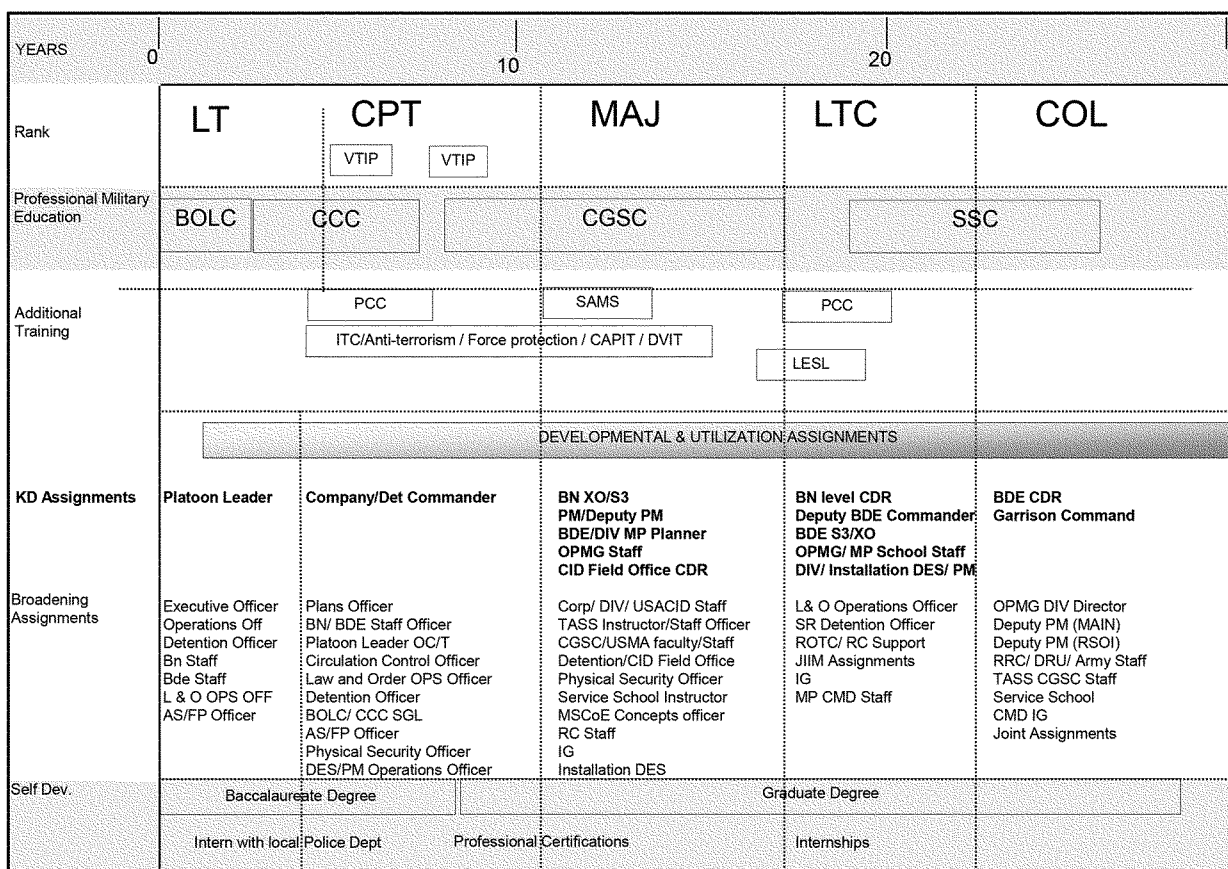 YEARS 0 10 20
Rank LT CPT MAJ LTC COL
VTIP VTIP
Professional Military
Education
BOLC CCC CGSC SSC
Additional
Training
PCC SAMS PCC
ITC/Anti-terrorism / Force protection / CAPIT / DVIT
LESL
DEVELOPMENTAL & UTILIZATION ASSIGNMENTS
KD Assignments
Platoon Leader
Company/Det Commander
BN XO/S3
PM/Deputy PM
BDE/DIV MP Planner
OPMG Staff
CID Field Office CDR
BN level CDR
Deputy BDE Commander
BDE S3/XO
OPMG/ MP School Staff
DIV/ Installation DES/ PM
BDE CDR
Garrison Command
Broadening
Assignments
Executive Officer
Operations Off
Detention Officer
Bn Staff
Bde Staff
L & O OPS OFF
AS/FP Officer
Plans Officer
BN/ BDE Staff Officer
Platoon Leader OC/T
Circulation Control Officer
Law and Order OPS Officer
Detention Officer
BOLC/ CCC SGL
AS/FP Officer
Physical Security Officer
DES/PM Operations Officer
Corp/ DIV/ USACID Staff
TASS Instructor/Staff Officer
CGSC/USMA faculty/Staff
Detention/CID Field Office
Physical Security Officer
Service School Instructor
MSCoE Concepts officer
RC Staff
IG
Installation DES
L& O Operations Officer
SR Detention Officer
ROTC/ RC Support
JIIM Assignments
IG
MP CMD Staff
OPMG DIV Director
Deputy PM (MAIN)
Deputy PM (RSOI)
RRC/ DRU/ Army Staff
TASS CGSC Staff
Service School
CMD IG
Joint Assignments
Self Dev.
Baccalaureate Degree
Graduate Degree
Intern with local Police Dept
Professional Certifications
Internships